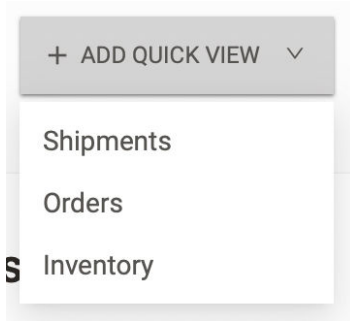 + ADD QUICK VIEW
Shipments
Orders
s
Inventory